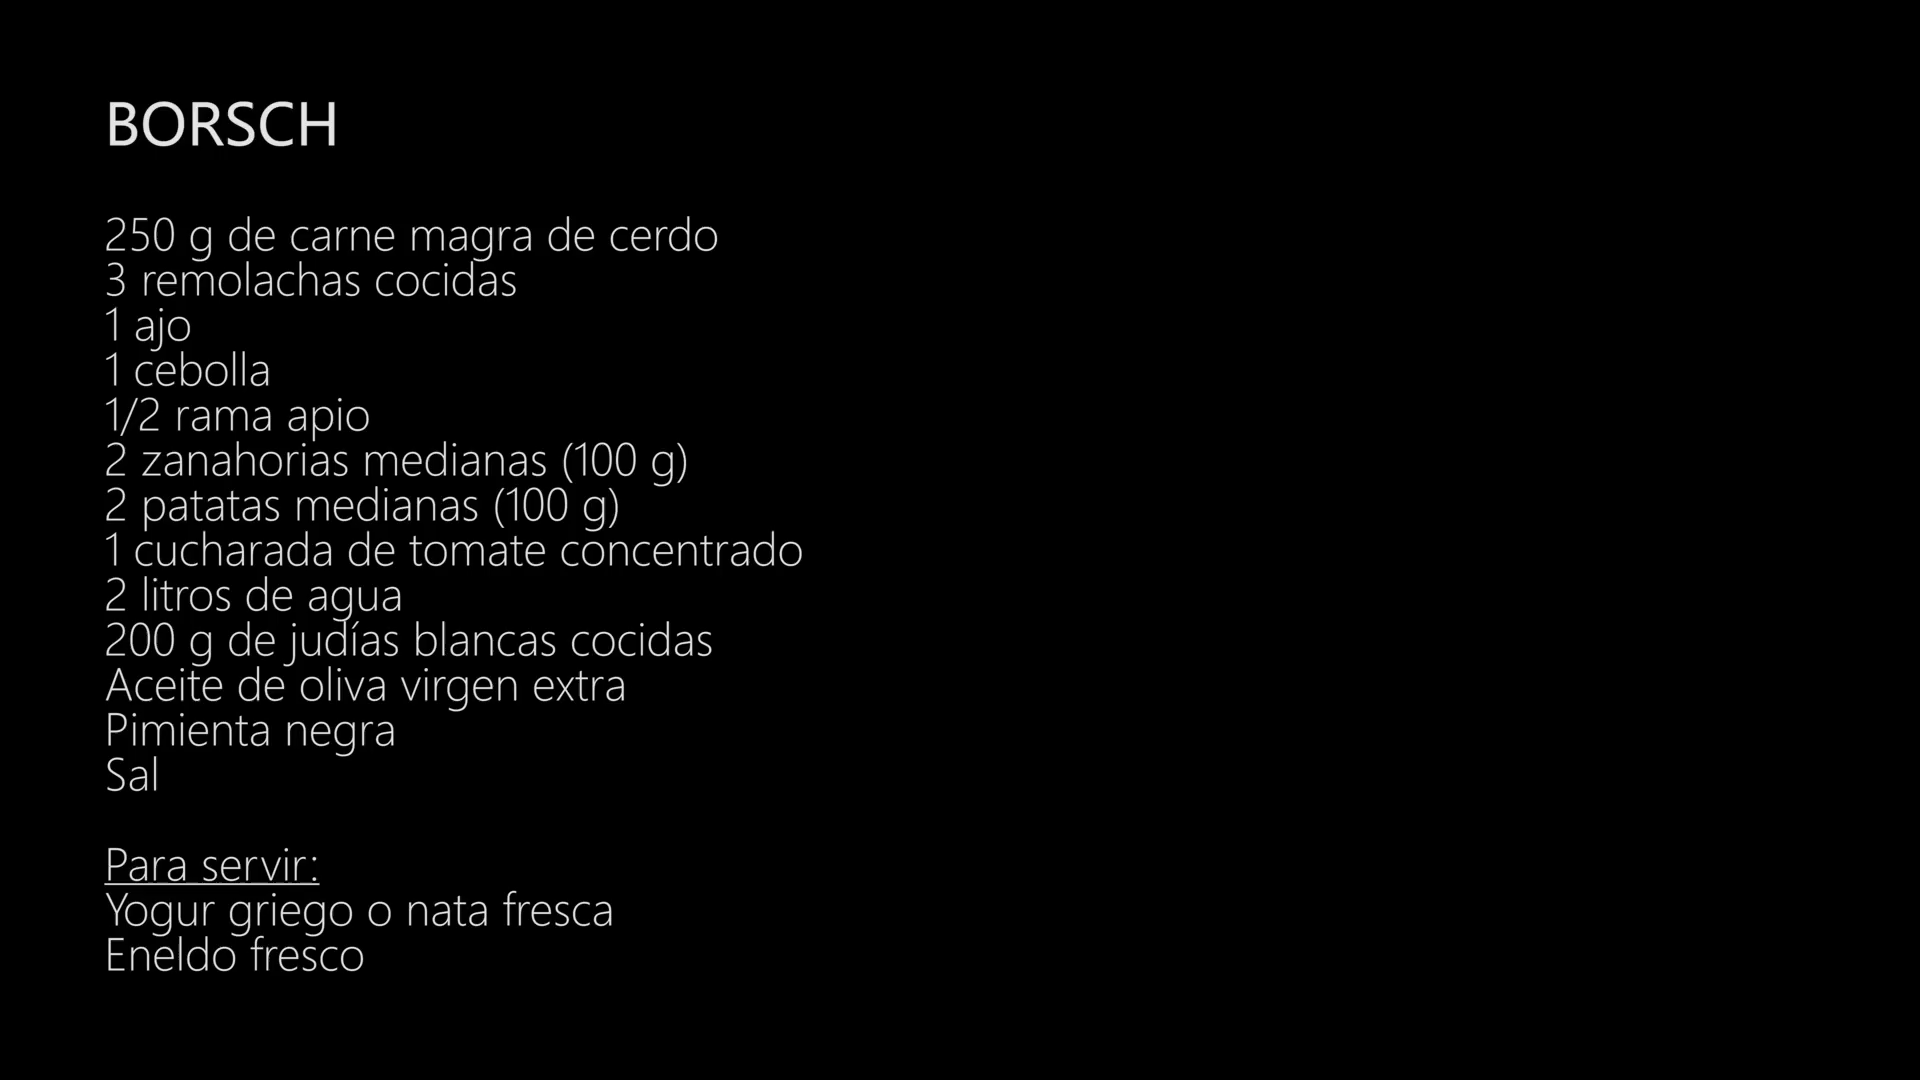 BORSCH
250 g de carne magra de cerdo
3 remolachas cocidas
1 ajo
1 cebolla
1/2 rama apio
2 zanahorias medianas (100 g)
2 patatas medianas (100 g)
1 cucharada de tomate concentrado
2 litros de agua
200 g de judías blancas cocidas
Aceite de oliva virgen extra
Pimienta negra
Sal
Para servir:
Yogur griego o nata fresca
Eneldo fresco